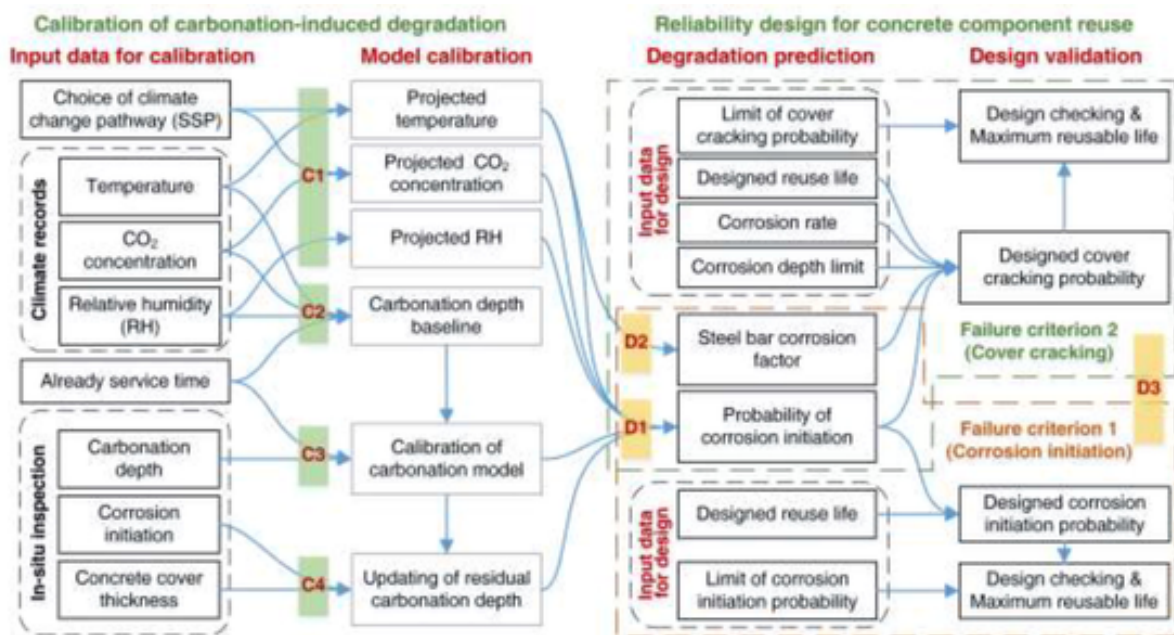 Calibration of carbonation-induced degradation
Input data for calibration
Model calibration
Choice of climate
change pathway (SSP)
Climate records
Temperature
CO₂
concentration
Relative humidity
(RH)
Already service time
In-situ inspection
Carbonation
depth
Corrosion
initiation
Concrete cover
thickness
C1
C2
C3
C4
Projected
temperature
Projected CO₂
concentration
Projected RH
Carbonation depth
baseline
Calibration of
carbonation model
Updating of residual
carbonation depth
Reliability design for concrete component reuse
Degradation prediction
Design validation
Input data
for design
Limit of cover
cracking probability
Designed reuse life
Corrosion rate
Corrosion depth limit
D2
Steel bar corrosion
factor
D1
Probability of
corrosion initiation
Input data
for design
Designed reuse life
Limit of corrosion
initiation probability
Design checking &
Maximum reusable life
Designed cover
cracking probability
Failure criterion 2
(Cover cracking)
D3
Failure criterion 1
(Corrosion initiation)
Designed corrosion
initiation probability
Design checking &
Maximum reusable life